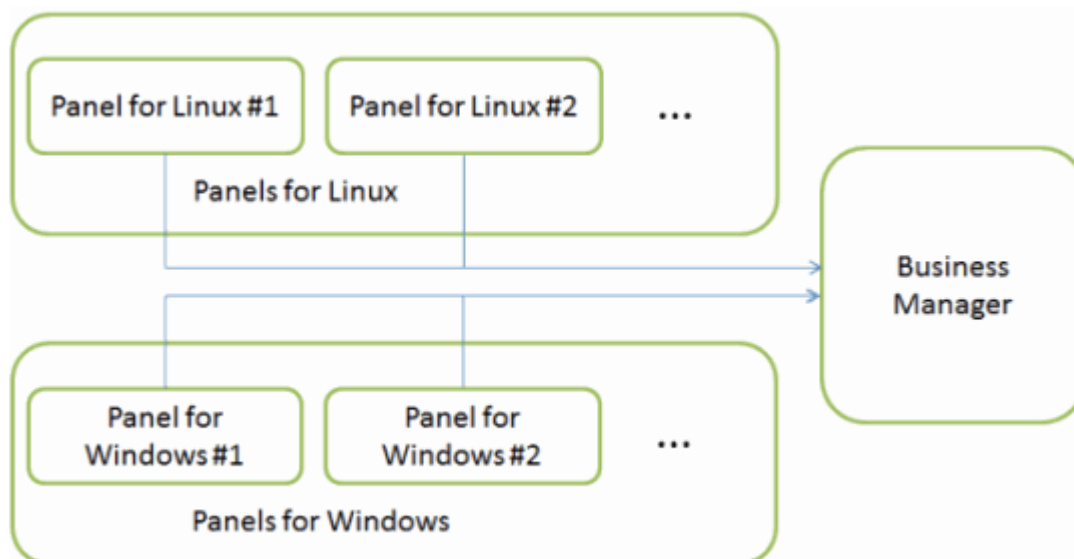 Panel for Linux #1
Panel for Linux #2
...
Panels for Linux
Business
Manager
Panel for
Windows #1
Panel for
Windows #2
...
Panels for Windows